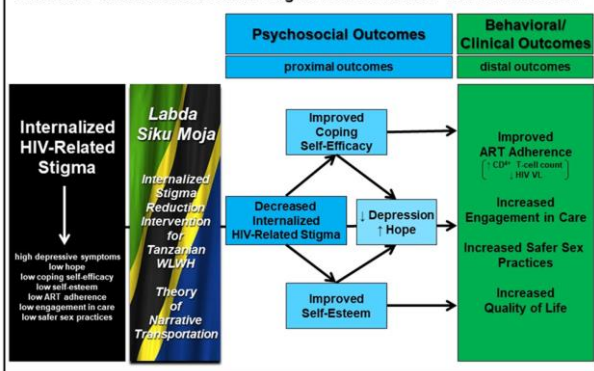 Psychosocial Outcomes
proximal outcomes
Behavioral/
Clinical Outcomes
distal outcomes
Internalized
HIV-Related
Stigma
high depressive symptoms
low hope
low coping self-efficacy
low self-esteem
low ART adherence
low engagement in care
low safer sex practices
Labda
Siku Moja
Internalized
Stigma
Reduction
Intervention
for
Tanzanian
WLWH
Theory
of
Narrative
Transportation
Improved
Coping
Self-Efficacy
Decreased
Internalized
HIV-Related Stigma
↓ Depression
↑ Hope
Improved
Self-Esteem
Improved
ART Adherence
↑ CD4+ T-cell count
↓ HIV VL
Increased
Engagement in Care
Increased Safer Sex
Practices
Increased
Quality of Life